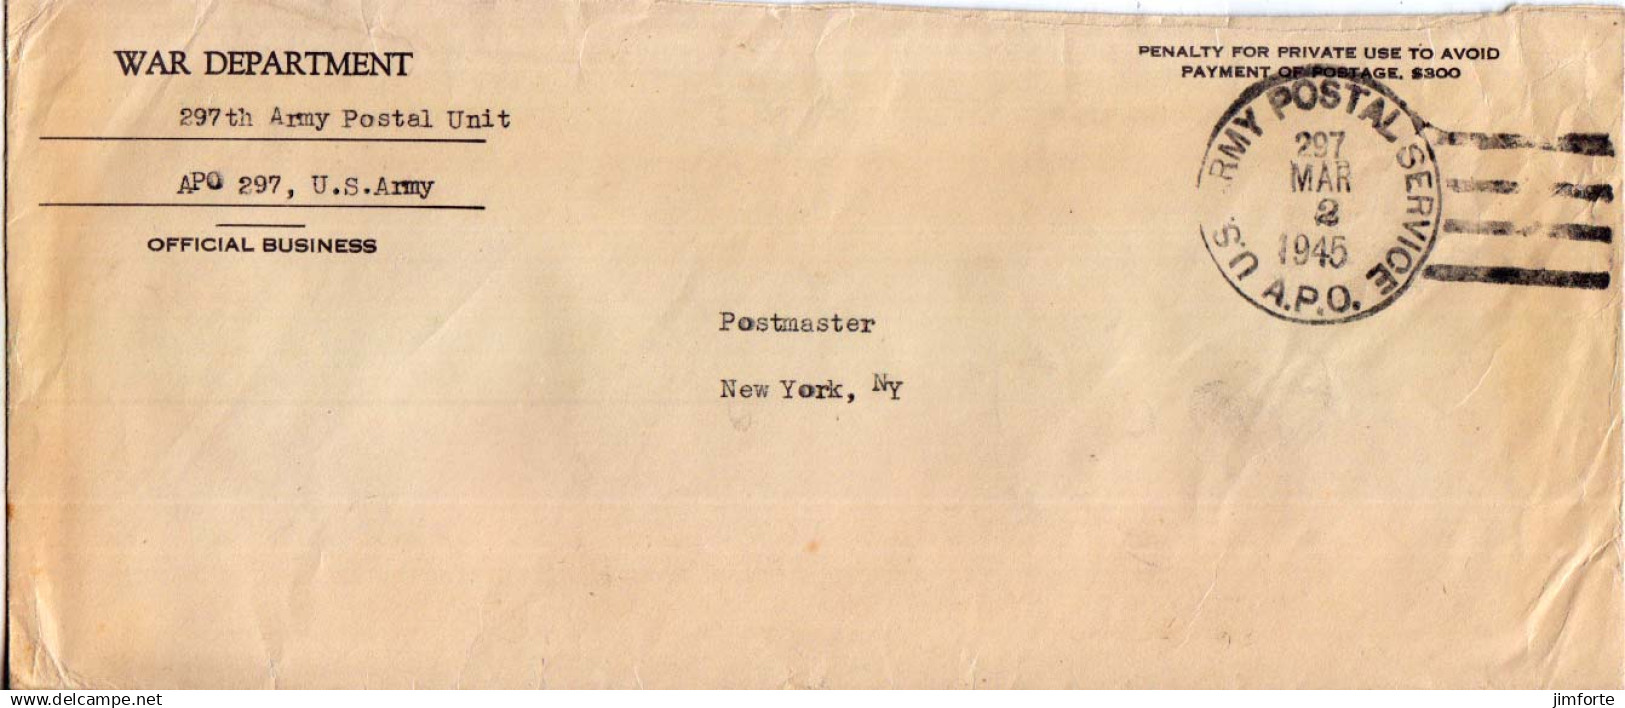 WAR DEPARTMENT
297th Army Postal Unit
APO 297, U.S.Army
OFFICIAL BUSINESS
PENALTY FOR PRIVATE USE TO AVOID
PAYMENT OF POSTAGE, $300
U.S. ARMY POSTAL SERVICE
297
MAR
2
1945
A.P.O.
Postmaster
New York, NY
www.delcampe.net
jimforte